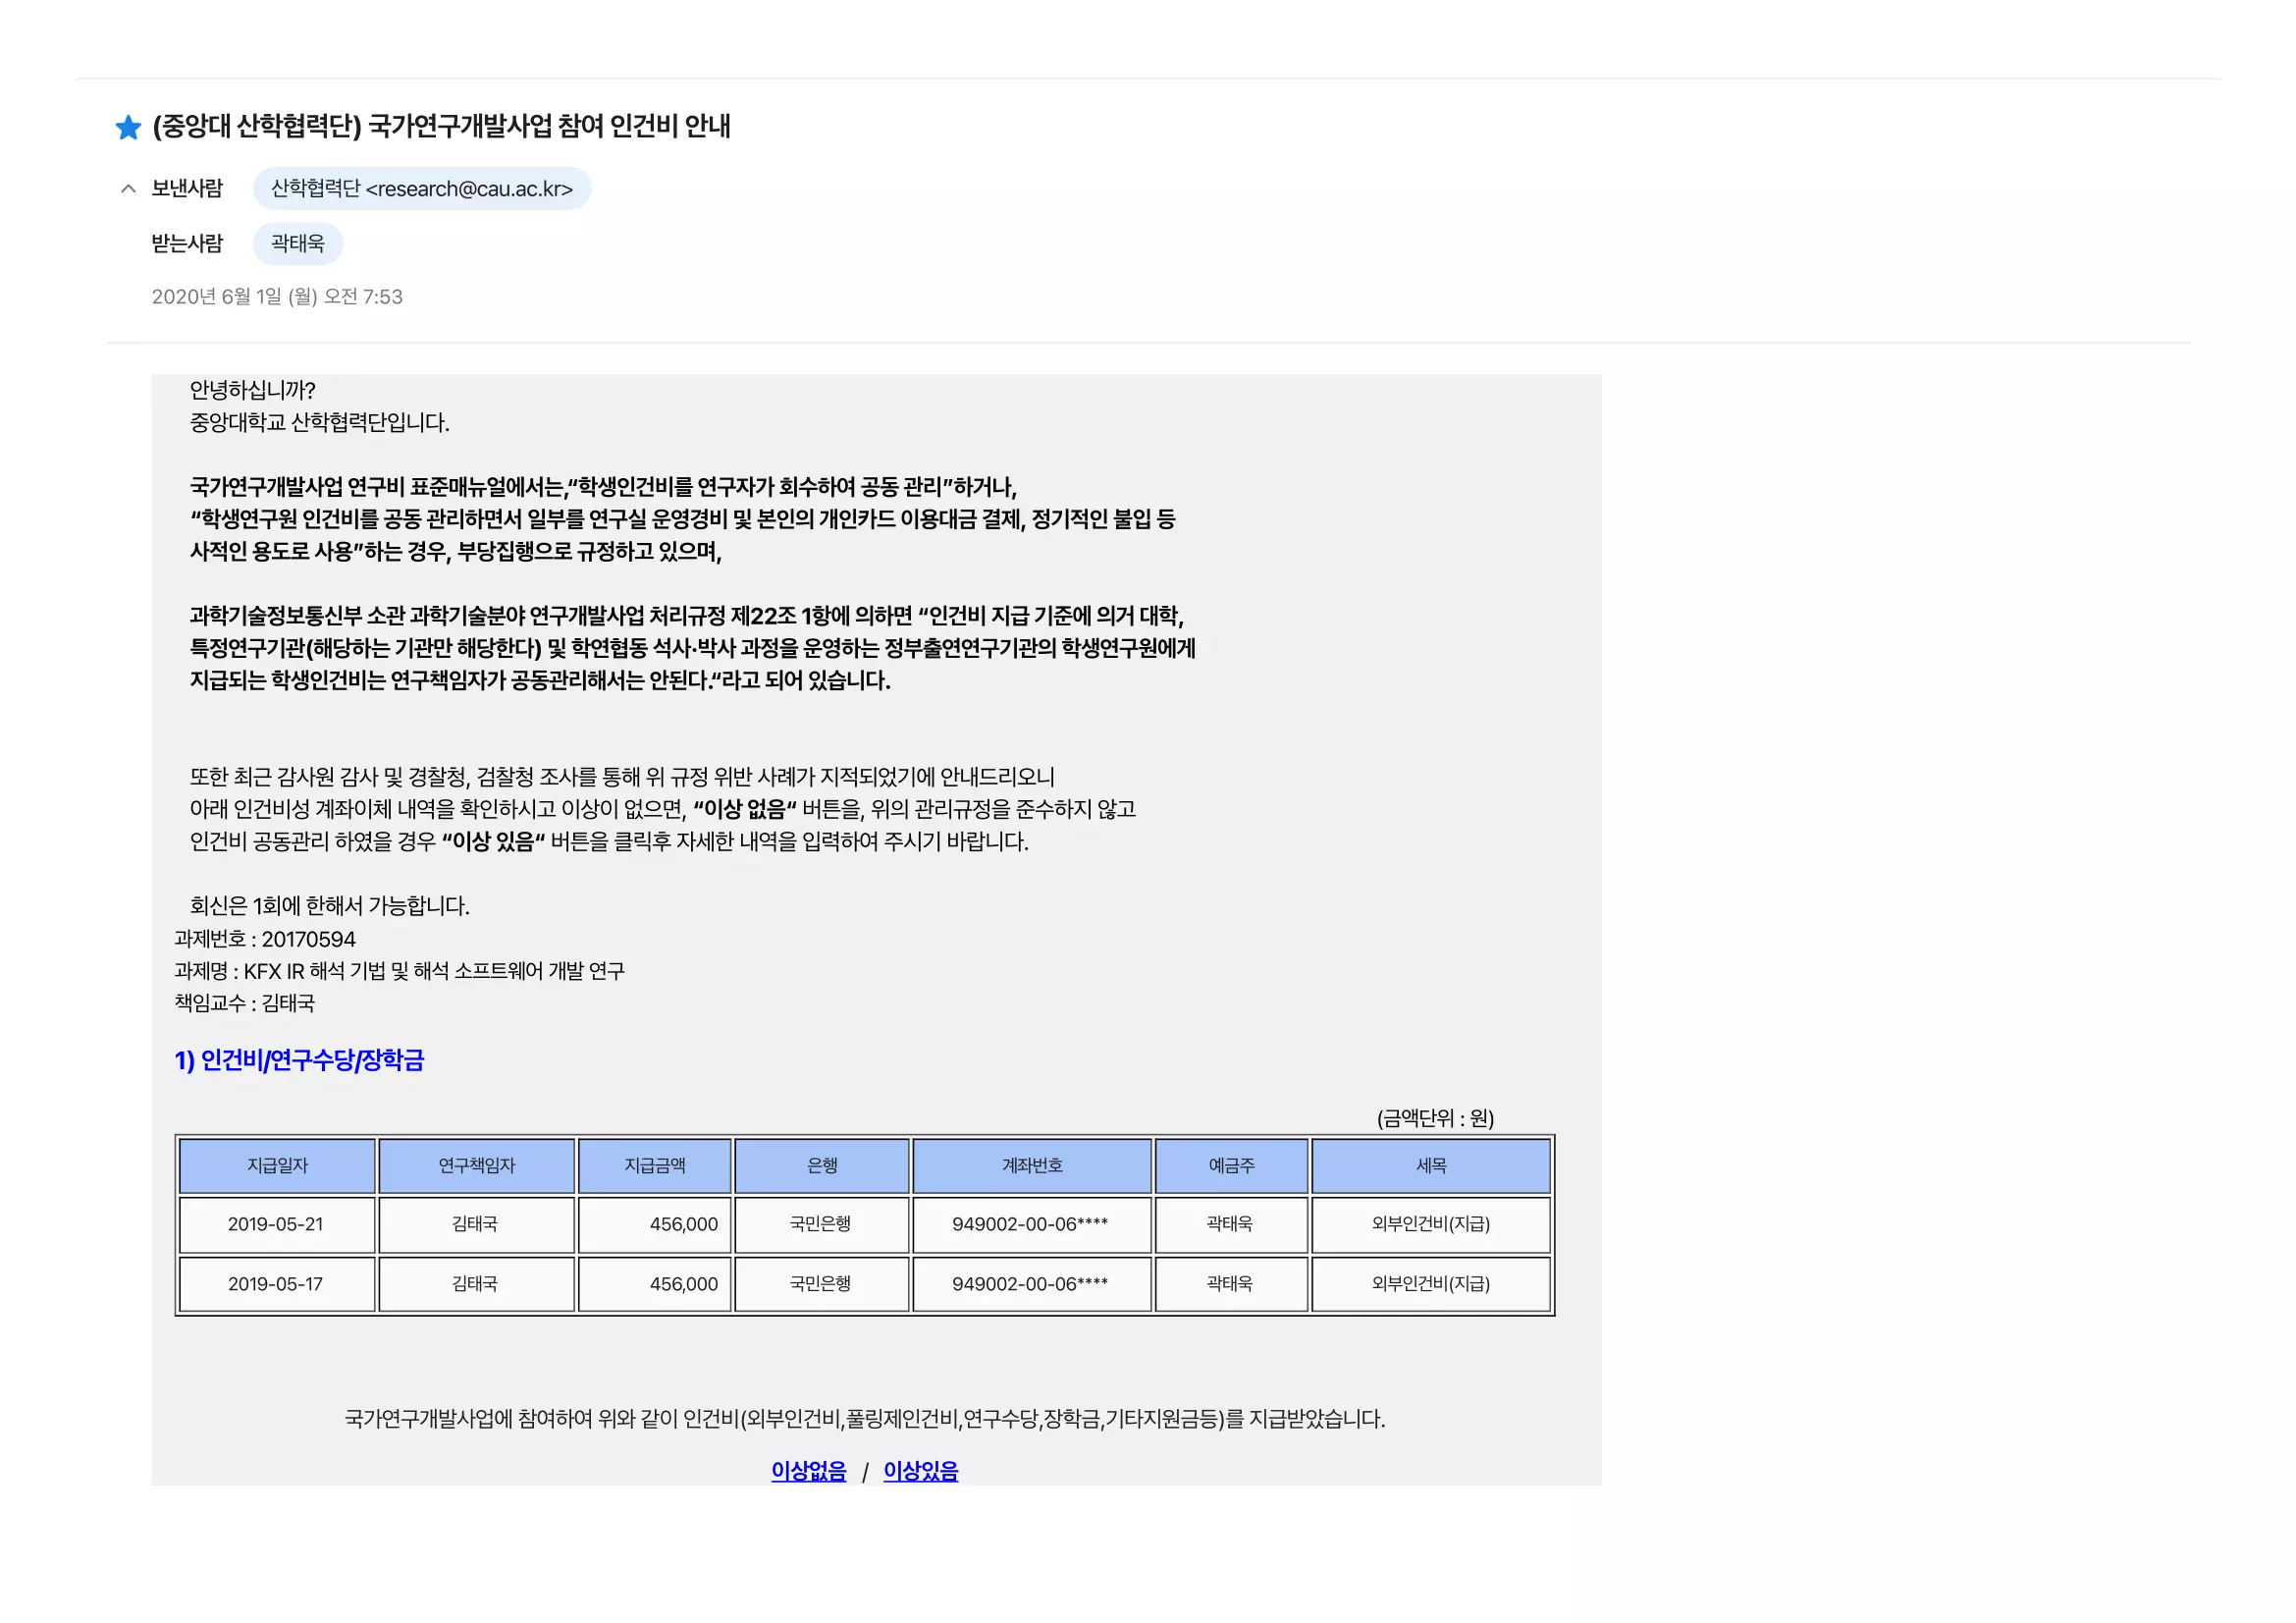 (중앙대 산학협력단) 국가연구개발사업 참여 인건비 안내
보낸사람 산학협력단 <research@cau.ac.kr>
받는사람 곽태욱
2020년 6월 1일 (월) 오전 7:53
안녕하십니까?
중앙대학교 산학협력단입니다.
국가연구개발사업 연구비 표준매뉴얼에서는,“학생인건비를 연구자가 회수하여 공동 관리”하거나,
“학생연구원 인건비를 공동 관리하면서 일부를 연구실 운영경비 및 본인의 개인카드 이용대금 결제, 정기적인 불입 등
사적인 용도로 사용”하는 경우, 부당집행으로 규정하고 있으며,
과학기술정보통신부 소관 과학기술분야 연구개발사업 처리규정 제22조 1항에 의하면 “인건비 지급 기준에 의거 대학,
특정연구기관(해당하는 기관만 해당한다) 및 학연협동 석사·박사 과정을 운영하는 정부출연연구기관의 학생연구원에게
지급되는 학생인건비는 연구책임자가 공동관리해서는 안된다.“라고 되어 있습니다.
또한 최근 감사원 감사 및 경찰청, 검찰청 조사를 통해 위 규정 위반 사례가 지적되었기에 안내드리오니
아래 인건비성 계좌이체 내역을 확인하시고 이상이 없으면, “이상 없음“ 버튼을, 위의 관리규정을 준수하지 않고
인건비 공동관리 하였을 경우 “이상 있음“ 버튼을 클릭후 자세한 내역을 입력하여 주시기 바랍니다.
회신은 1회에 한해서 가능합니다.
과제번호 : 20170594
과제명 : KFX IR 해석 기법 및 해석 소프트웨어 개발 연구
책임교수 : 김태국
1) 인건비/연구수당/장학금
(금액단위 : 원)
지급일자 연구책임자 지급금액 은행 계좌번호 예금주 세목
2019-05-21 김태국 456,000 국민은행 949002-00-06**** 곽태욱 외부인건비(지급)
2019-05-17 김태국 456,000 국민은행 949002-00-06**** 곽태욱 외부인건비(지급)
국가연구개발사업에 참여하여 위와 같이 인건비(외부인건비,풀링제인건비,연구수당,장학금,기타지원금등)를 지급받았습니다.
이상없음 / 이상있음